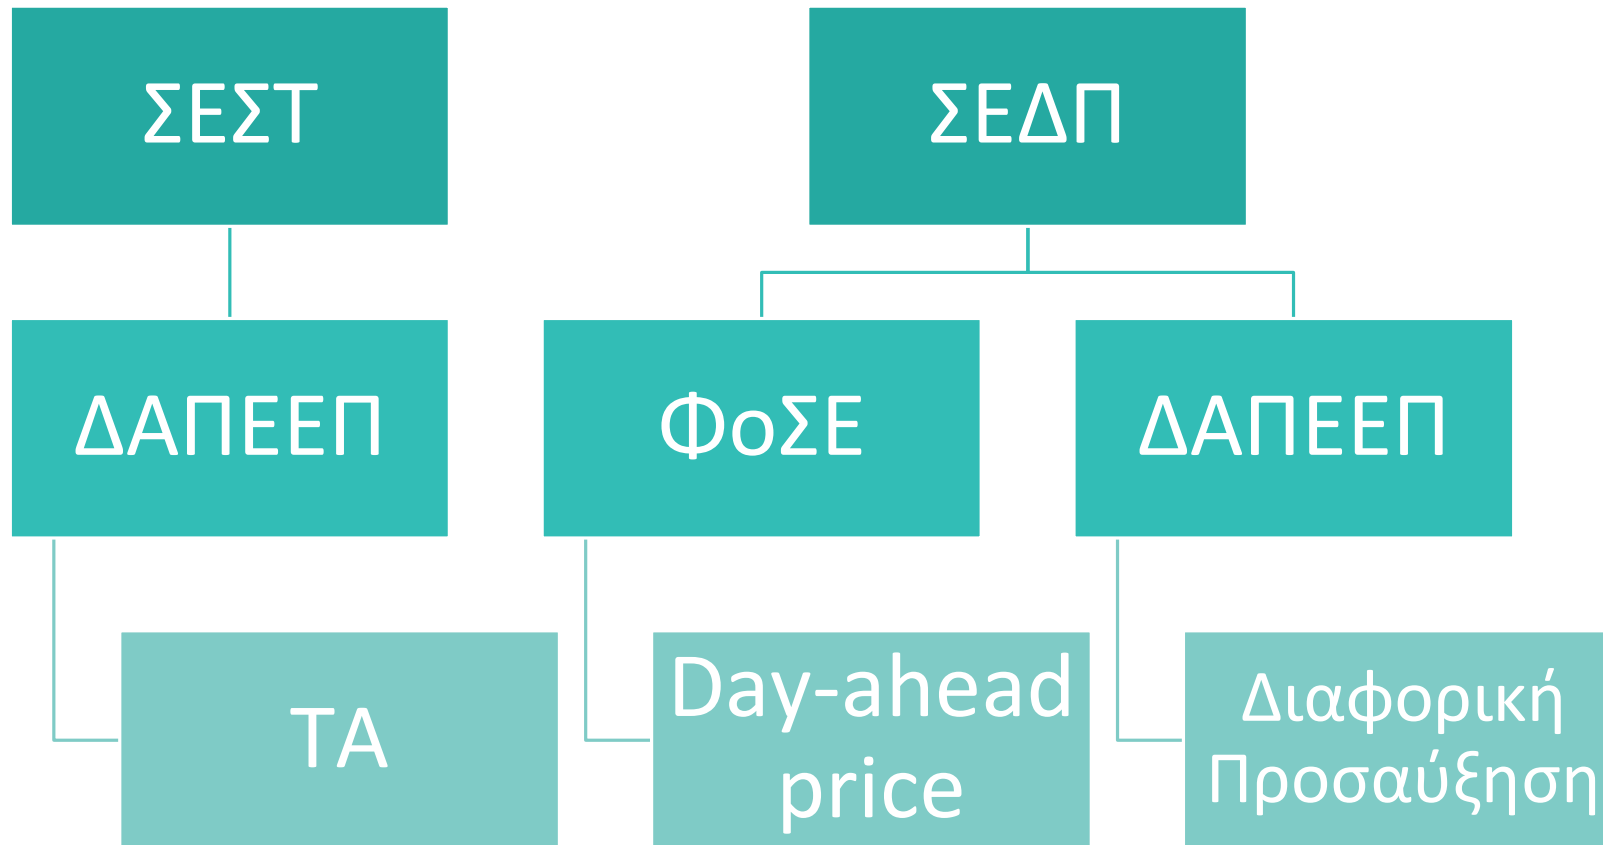 ΣΕΣΤ
ΣΕΔΠ
ΔΑΠΕΕΠ
ΦοΣΕ
ΔΑΠΕΕΠ
ΤΑ
Day-ahead
price
Διαφορική
Προσαύξηση